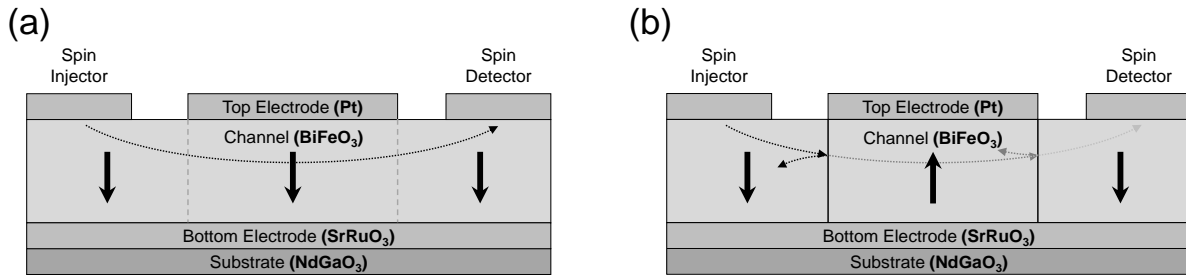 (a)
Spin
Injector
Spin
Detector
Top Electrode (Pt)
Channel (BiFeO₃)
Bottom Electrode (SrRuO₃)
Substrate (NdGaO₃)
(b)
Spin
Injector
Spin
Detector
Top Electrode (Pt)
Channel (BiFeO₃)
Bottom Electrode (SrRuO₃)
Substrate (NdGaO₃)